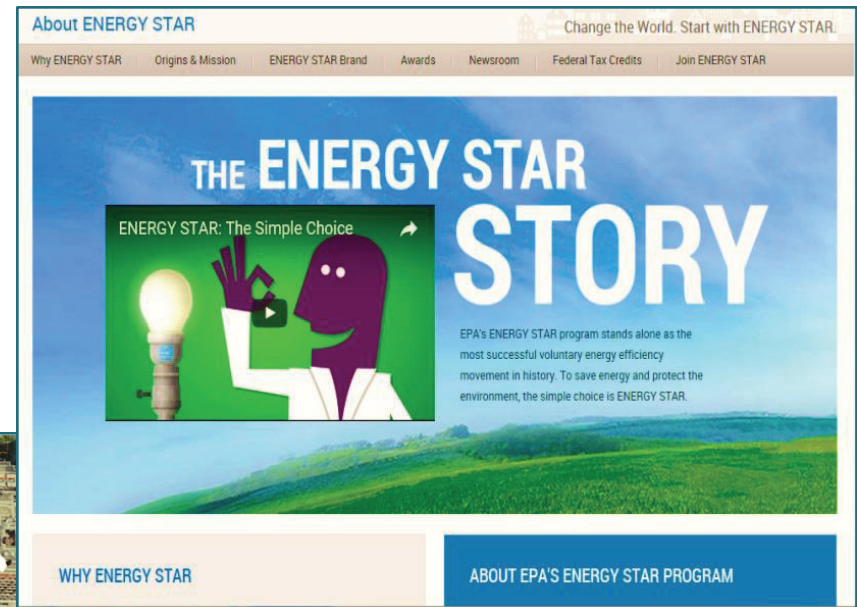 About ENERGY STAR
Change the World. Start with ENERGY STAR.
Why ENERGY STAR Origins & Mission ENERGY STAR Brand Awards Newsroom Federal Tax Credits Join ENERGY STAR
THE ENERGY STAR
STORY
ENERGY STAR: The Simple Choice
EPA's ENERGY STAR program stands alone as the
most successful voluntary energy efficiency
movement in history. To save energy and protect the
environment, the simple choice is ENERGY STAR.
WHY ENERGY STAR
ABOUT EPA'S ENERGY STAR PROGRAM